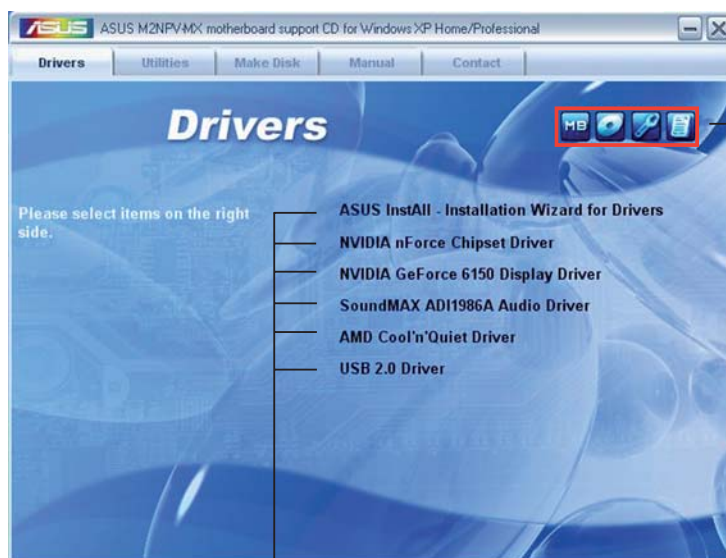 ASUS ASUS M2NPV-MX motherboard support CD for Windows XP Home/Professional
Drivers Utilities Make Disk Manual Contact
Drivers
MB
Please select items on the right
side.
ASUS InstAll - Installation Wizard for Drivers
NVIDIA nForce Chipset Driver
NVIDIA GeForce 6150 Display Driver
SoundMAX ADI1986A Audio Driver
AMD Cool'n'Quiet Driver
USB 2.0 Driver